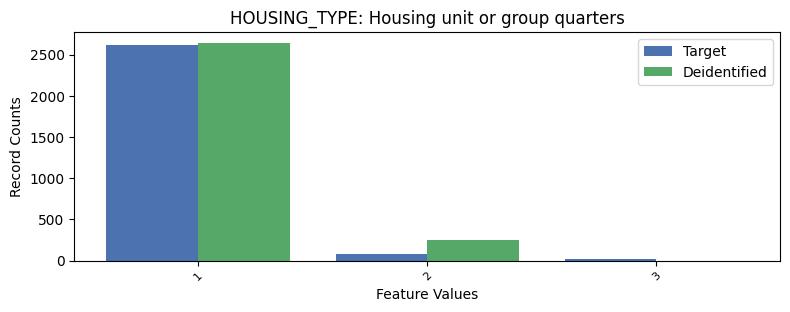 HOUSING_TYPE: Housing unit or group quarters
Target
Deidentified
Record Counts
2500
2000
1500
1000
500
0
1
2
3
Feature Values